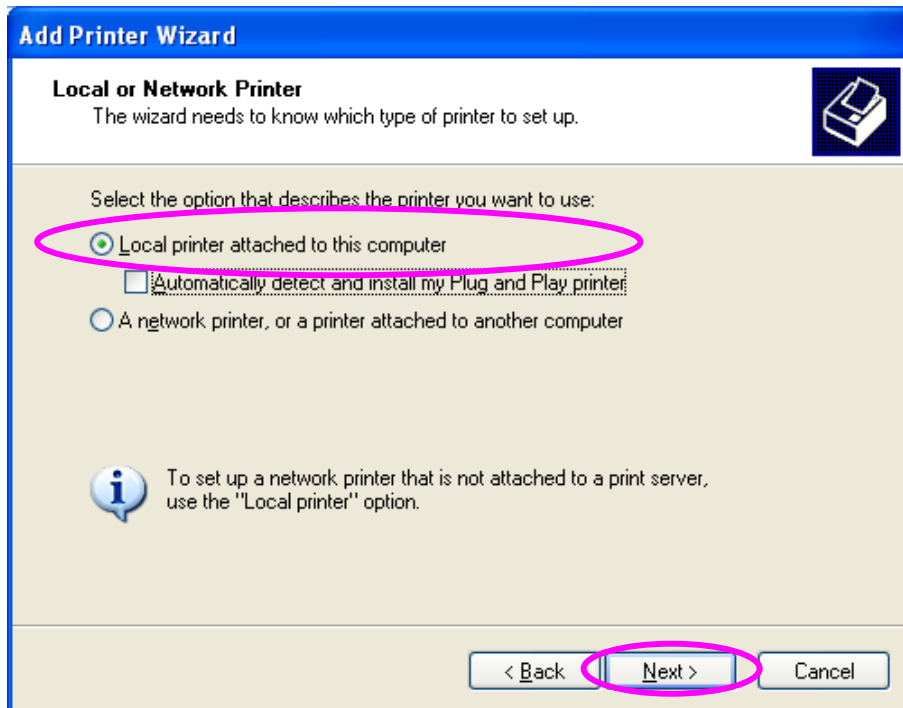 Add Printer Wizard
Local or Network Printer
The wizard needs to know which type of printer to set up.
Select the option that describes the printer you want to use:
Local printer attached to this computer
Automatically detect and install my Plug and Play printer
A network printer, or a printer attached to another computer
To set up a network printer that is not attached to a print server,
use the "Local printer" option.
< Back Next > Cancel